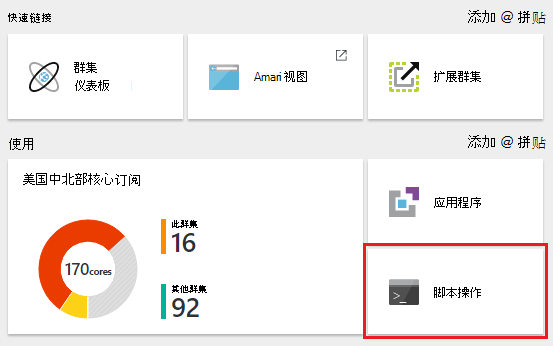 快速链接
添加 @ 拼贴
群集
仪表板
Amari 视图
扩展群集
使用
添加 @ 拼贴
美国中北部核心订阅
170cores
此群集
16
其他群集
92
应用程序
>_
脚本操作